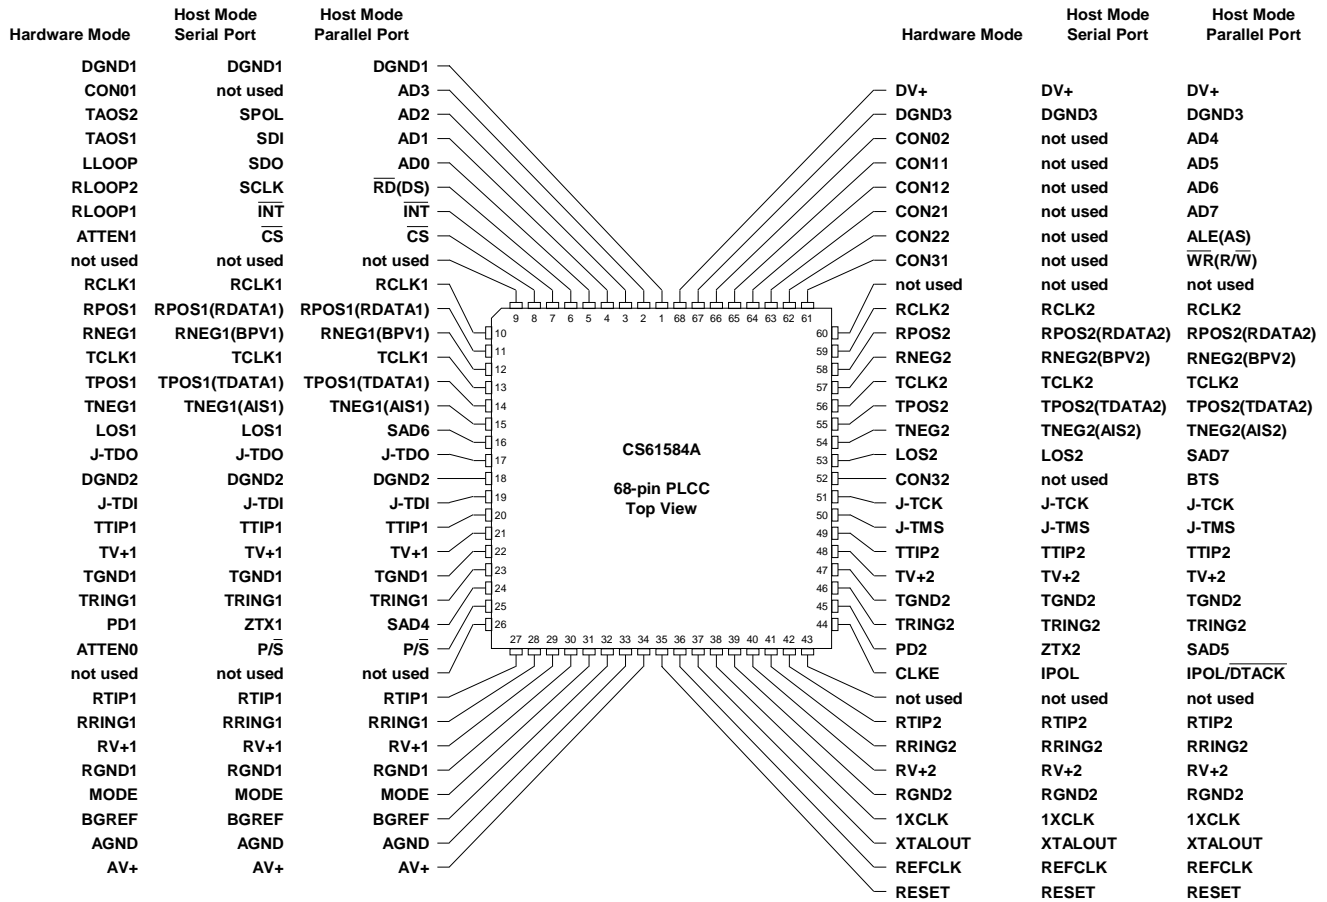 Host Mode Host Mode Host Mode Host Mode
Hardware Mode Serial Port Parallel Port Hardware Mode Serial Port Parallel Port
DGND1 DGND1 DGND1
CON01 not used AD3 DV+ DV+ DV+
TAOS2 SPOL AD2 DGND3 DGND3 DGND3
TAOS1 SDI AD1 CON02 not used AD4
LLOOP SDO AD0 CON11 not used AD5
RLOOP2 SCLK RD(DS) CON12 not used AD6
RLOOP1 INT INT CON21 not used AD7
ATTEN1 CS CS CON22 not used ALE(AS)
not used not used not used CON31 not used WR(R/W)
RCLK1 RCLK1 RCLK1 not used not used not used
RPOS1 RPOS1(RDATA1) RPOS1(RDATA1) RCLK2 RCLK2 RCLK2
9 8 7 6 5 4 3 2 1 68 67 66 65 64 63 62 61
RNEG1 RNEG1(BPV1) RNEG1(BPV1) 10 60 RPOS2 RPOS2(RDATA2) RPOS2(RDATA2)
11 59
TCLK1 TCLK1 TCLK1 RNEG2 RNEG2(BPV2) RNEG2(BPV2)
12 58
TPOS1 TPOS1(TDATA1) TPOS1(TDATA1) 13 57 TCLK2 TCLK2 TCLK2
TNEG1 TNEG1(AIS1) TNEG1(AIS1) 14 56 TPOS2 TPOS2(TDATA2) TPOS2(TDATA2)
15 55
LOS1 LOS1 SAD6 TNEG2 TNEG2(AIS2) TNEG2(AIS2)
16 54
CS61584A
J-TDO J-TDO J-TDO 17 53 LOS2 LOS2 SAD7
DGND2 DGND2 DGND2 18 52 CON32 not used BTS
68-pin PLCC
J-TDI J-TDI J-TDI 19 51 J-TCK J-TCK J-TCK
Top View
20 50
TTIP1 TTIP1 TTIP1 J-TMS J-TMS J-TMS
21 49
TV+1 TV+1 TV+1 22 48 TTIP2 TTIP2 TTIP2
23 47
TGND1 TGND1 TGND1 TV+2 TV+2 TV+2
24 46
TRING1 TRING1 TRING1 25 45 TGND2 TGND2 TGND2
PD1 ZTX1 SAD4 26 44 TRING2 TRING2 TRING2
27 28 29 30 31 32 33 34 35 36 37 38 39 40 41 42 43
ATTEN0 P/S P/S PD2 ZTX2 SAD5
not used not used not used CLKE IPOL IPOL/DTACK
RTIP1 RTIP1 RTIP1 not used not used not used
RRING1 RRING1 RRING1 RTIP2 RTIP2 RTIP2
RV+1 RV+1 RV+1 RRING2 RRING2 RRING2
RGND1 RGND1 RGND1 RV+2 RV+2 RV+2
MODE MODE MODE RGND2 RGND2 RGND2
BGREF BGREF BGREF 1XCLK 1XCLK 1XCLK
AGND AGND AGND XTALOUT XTALOUT XTALOUT
AV+ AV+ AV+ REFCLK REFCLK REFCLK
RESET RESET RESET